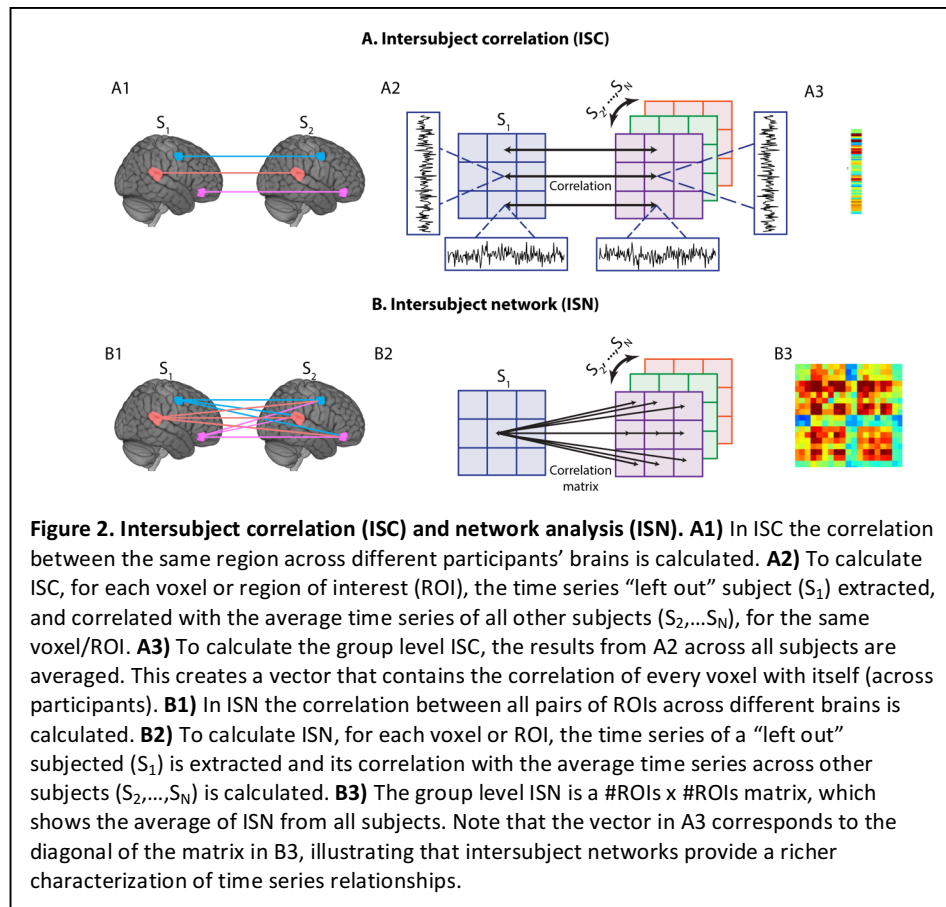 A. Intersubject correlation (ISC)
A1
A2
A3
S1
S2
S1
S2,...,SN
Correlation
B. Intersubject network (ISN)
B1
B2
B3
S1
S2
S1
S2,...,SN
Correlation
matrix
Figure 2. Intersubject correlation (ISC) and network analysis (ISN). A1) In ISC the correlation
between the same region across different participants’ brains is calculated. A2) To calculate
ISC, for each voxel or region of interest (ROI), the time series “left out” subject (S1) extracted,
and correlated with the average time series of all other subjects (S2,...SN), for the same
voxel/ROI. A3) To calculate the group level ISC, the results from A2 across all subjects are
averaged. This creates a vector that contains the correlation of every voxel with itself (across
participants). B1) In ISN the correlation between all pairs of ROIs across different brains is
calculated. B2) To calculate ISN, for each voxel or ROI, the time series of a “left out”
subjected (S1) is extracted and its correlation with the average time series across other
subjects (S2,...,SN) is calculated. B3) The group level ISN is a #ROIs x #ROIs matrix, which
shows the average of ISN from all subjects. Note that the vector in A3 corresponds to the
diagonal of the matrix in B3, illustrating that intersubject networks provide a richer
characterization of time series relationships.